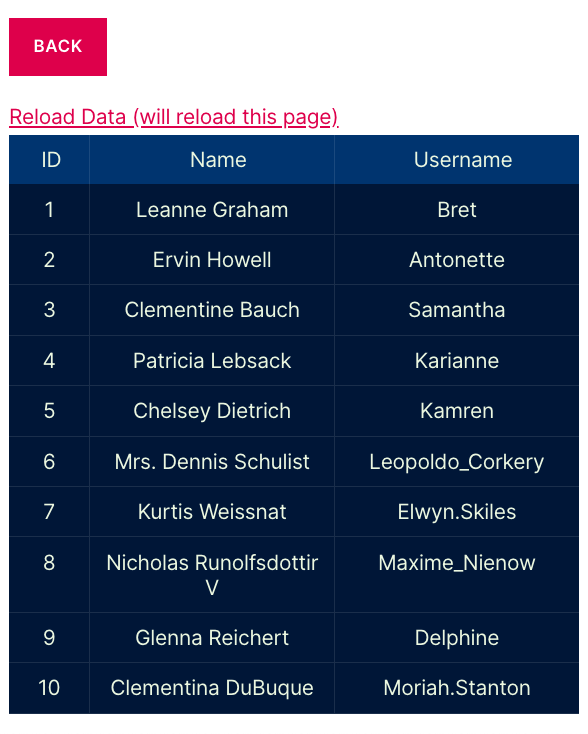 BACK
Reload Data (will reload this page)
ID Name Username
1 Leanne Graham Bret
2 Ervin Howell Antonette
3 Clementine Bauch Samantha
4 Patricia Lebsack Karianne
5 Chelsey Dietrich Kamren
6 Mrs. Dennis Schulist Leopoldo_Corkery
7 Kurtis Weissnat Elwyn.Skiles
8 Nicholas Runolfsdottir Maxime_Nienow
V
9 Glenna Reichert Delphine
10 Clementina DuBuque Moriah.Stanton